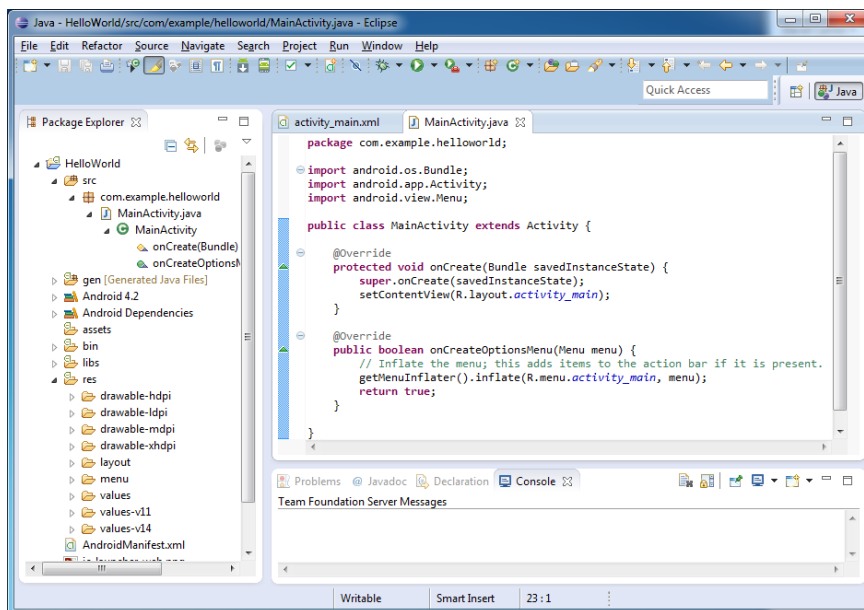 Java - HelloWorld/src/com/example/helloworld/MainActivity.java - Eclipse
File Edit Refactor Source Navigate Search Project Run Window Help
Quick Access
Java
Package Explorer
HelloWorld
src
com.example.helloworld
MainActivity.java
MainActivity
onCreate(Bundle)
onCreateOptionsM
gen [Generated Java Files]
Android 4.2
Android Dependencies
assets
bin
libs
res
drawable-hdpi
drawable-ldpi
drawable-mdpi
drawable-xhdpi
layout
menu
values
values-v11
values-v14
AndroidManifest.xml
activity_main.xml MainActivity.java
package com.example.helloworld;
import android.os.Bundle;
import android.app.Activity;
import android.view.Menu;
public class MainActivity extends Activity {
@Override
protected void onCreate(Bundle savedInstanceState) {
super.onCreate(savedInstanceState);
setContentView(R.layout.activity_main);
}
@Override
public boolean onCreateOptionsMenu(Menu menu) {
// Inflate the menu; this adds items to the action bar if it is present.
getMenuInflater().inflate(R.menu.activity_main, menu);
return true;
}
}
Problems @ Javadoc Declaration Console
Team Foundation Server Messages
Writable Smart Insert 23 : 1